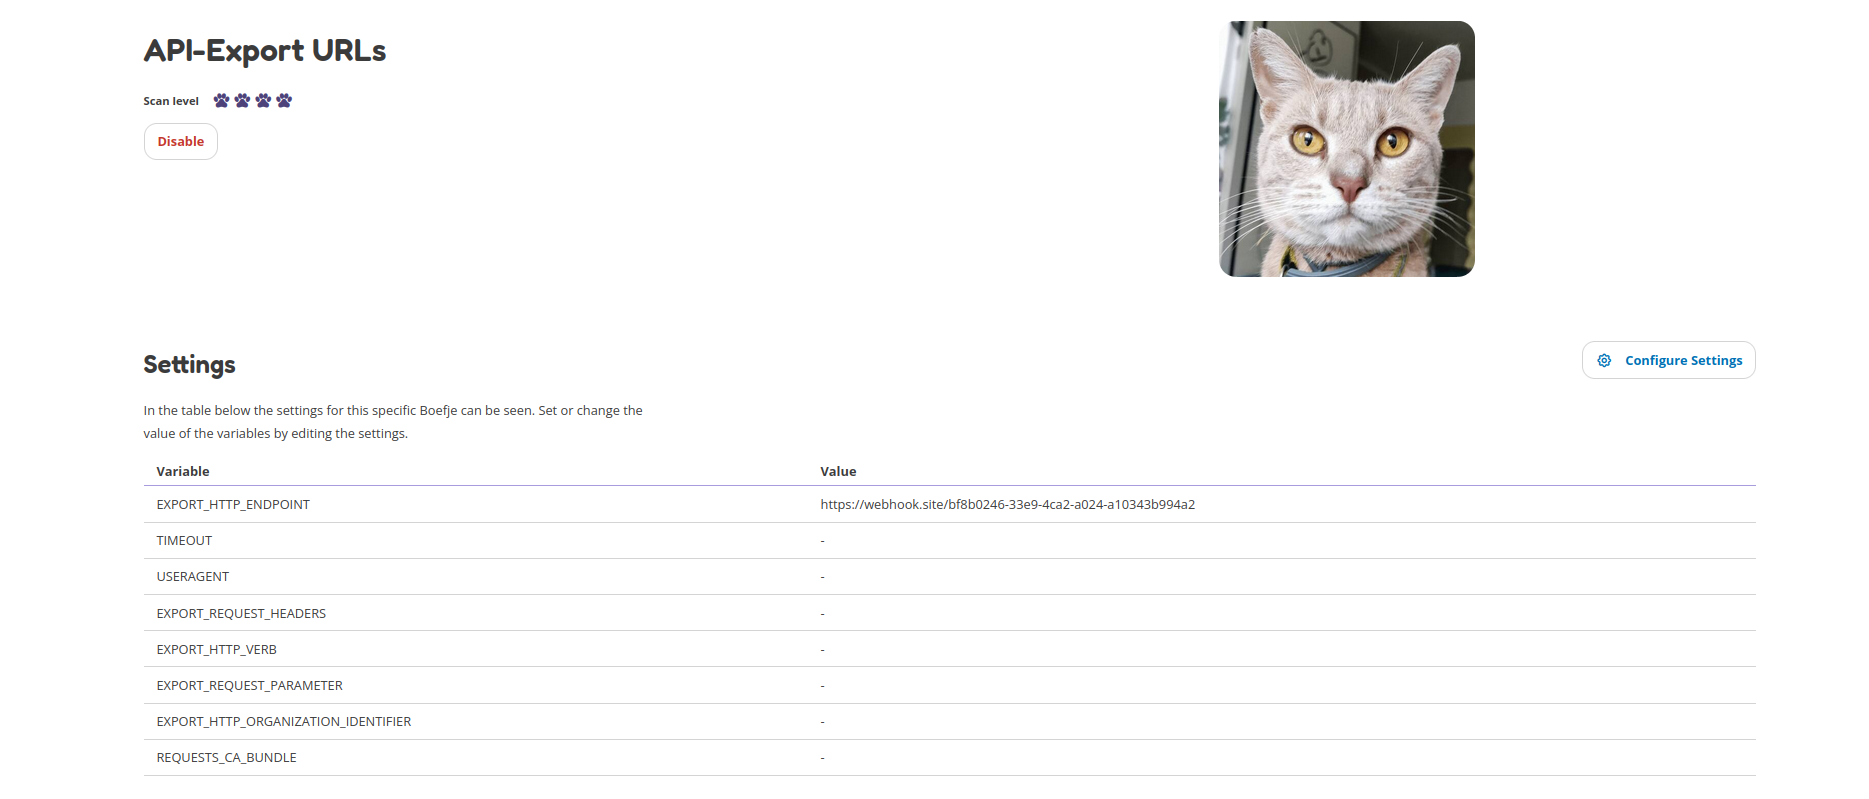 API-Export URLs
Scan level
Disable
Settings
Configure Settings
In the table below the settings for this specific Boefje can be seen. Set or change the
value of the variables by editing the settings.
Variable Value
EXPORT_HTTP_ENDPOINT https://webhook.site/bf8b0246-33e9-4ca2-a024-a10343b994a2
TIMEOUT -
USERAGENT -
EXPORT_REQUEST_HEADERS -
EXPORT_HTTP_VERB -
EXPORT_REQUEST_PARAMETER -
EXPORT_HTTP_ORGANIZATION_IDENTIFIER -
REQUESTS_CA_BUNDLE -